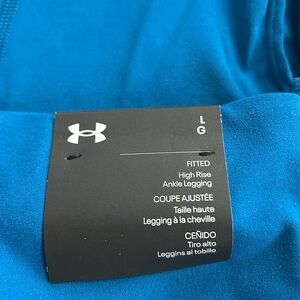 L
G
FITTED
High Rise
Ankle Legging
COUPE AJUSTÉE
Taille haute
Legging à la cheville
CEÑIDO
Tiro alto
Leggins al tobillo